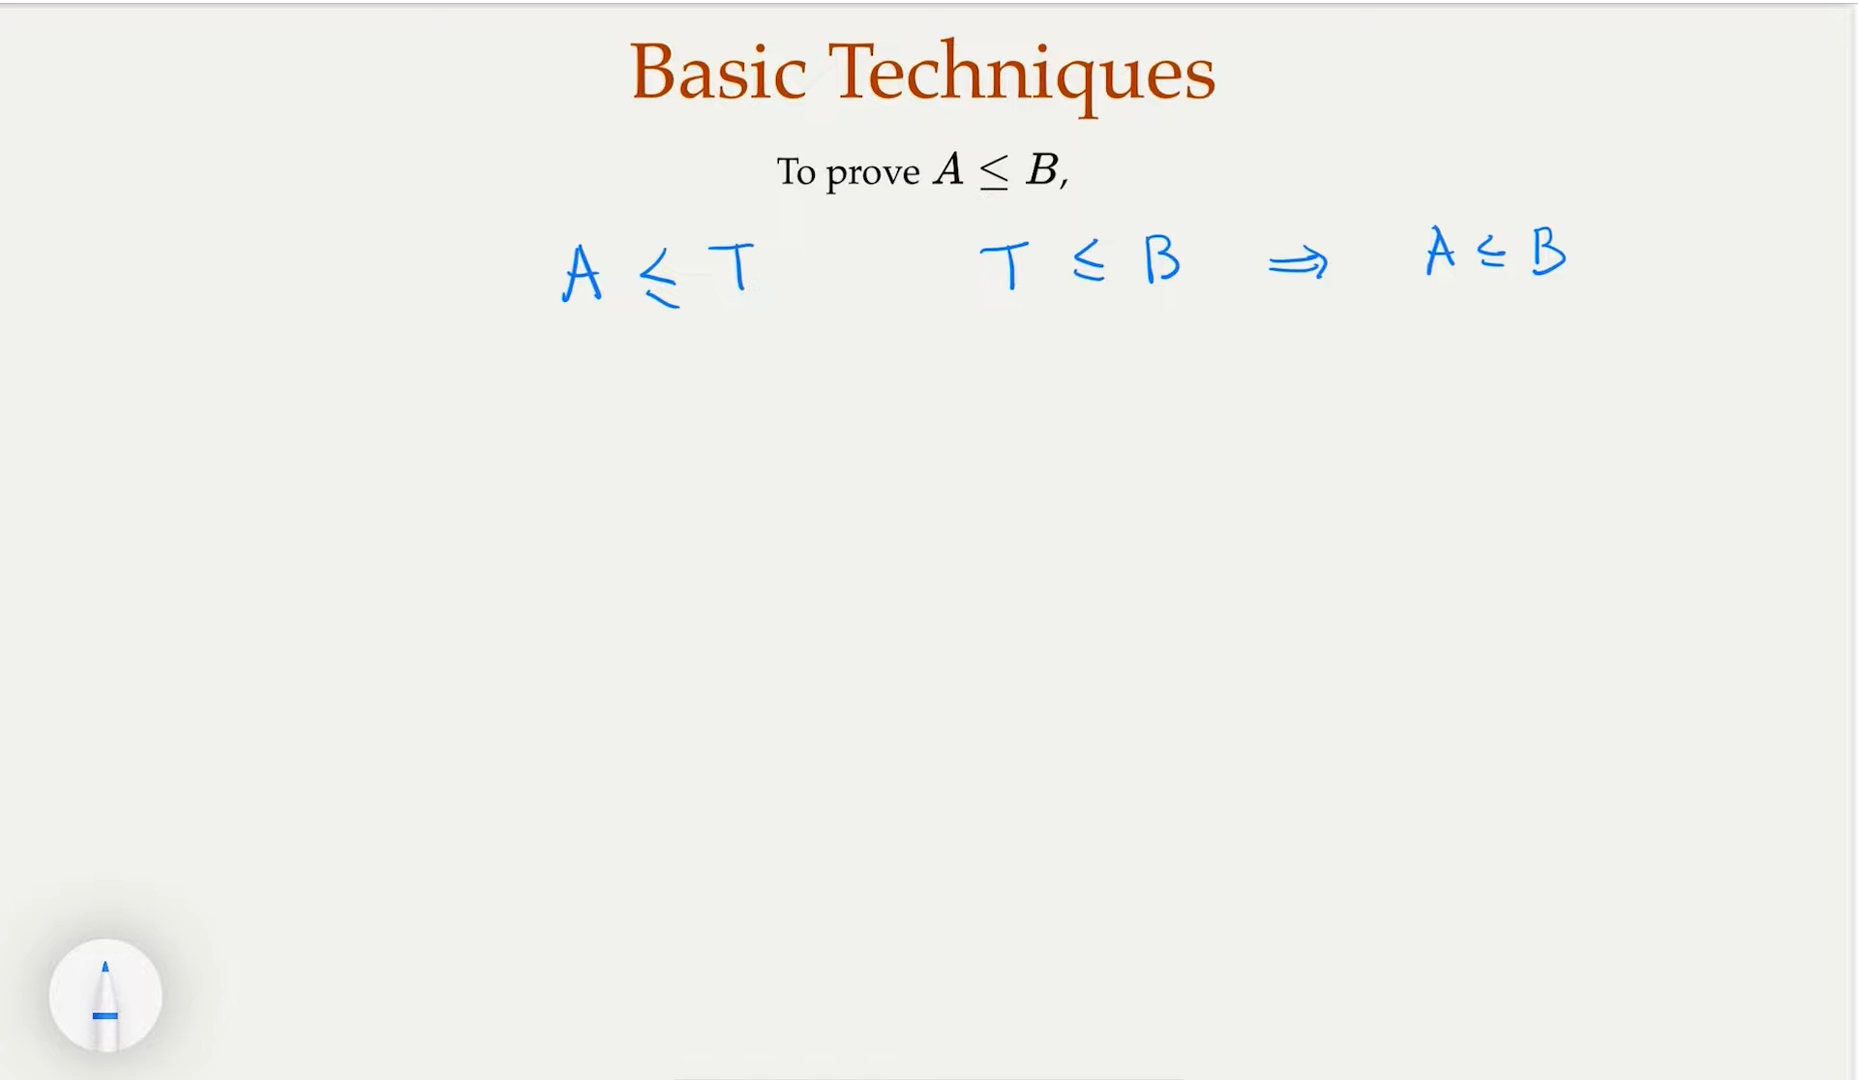 Basic Techniques
To prove A ≤ B,
A ≤ T T ≤ B ⇒ A ≤ B